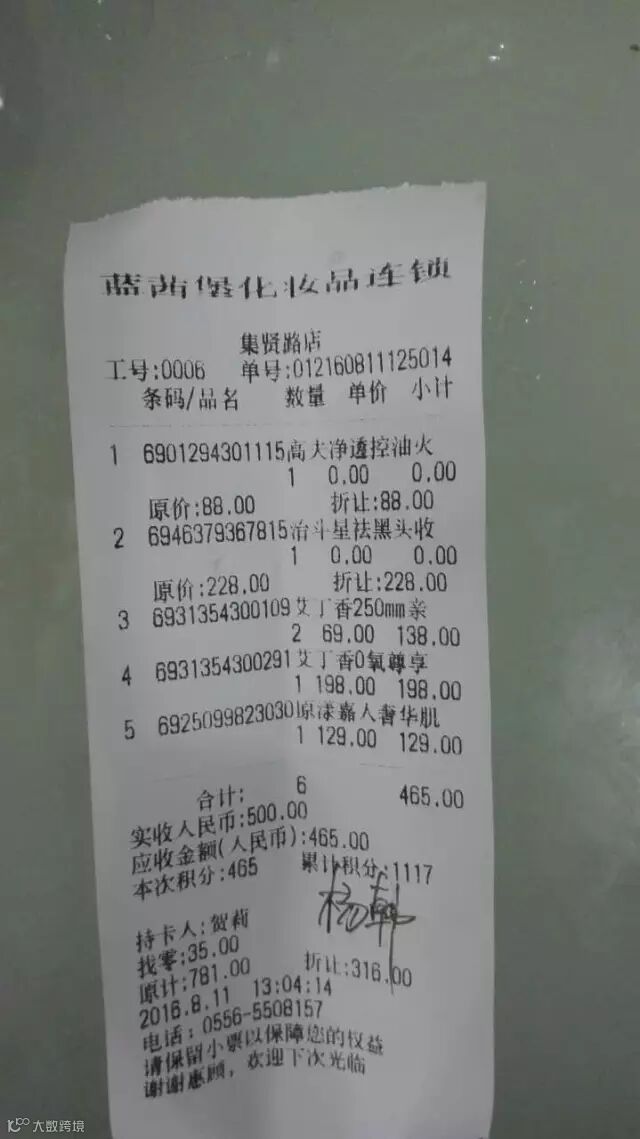 蓝茜堡化妆品连锁
集贤路店
工号:0006 单号:012160811125014
条码/品名 数量 单价 小计
1 6901294301115高夫净透控油火
1 0.00 0.00
原价:88.00 折让:88.00
2 6946379367815治斗星祛黑头收
1 0.00 0.00
原价:228.00 折让:228.00
3 6931354300109艾丁香250mm亲
2 69.00 138.00
4 6931354300291艾丁香O氧尊享
1 198.00 198.00
5 6925099823030原漾嘉人奢华肌
1 129.00 129.00
合计: 6 465.00
实收人民币:500.00
应收金额(人民币):465.00
本次积分:465 累计积分:1117
杨韩
持卡人:贺莉
找零:35.00
原计:781.00 折让:316.00
2016.8.11 13:04:14
电话: 0556-5508157
请保留小票以保障您的权益
谢谢惠顾, 欢迎下次光临
大数跨境